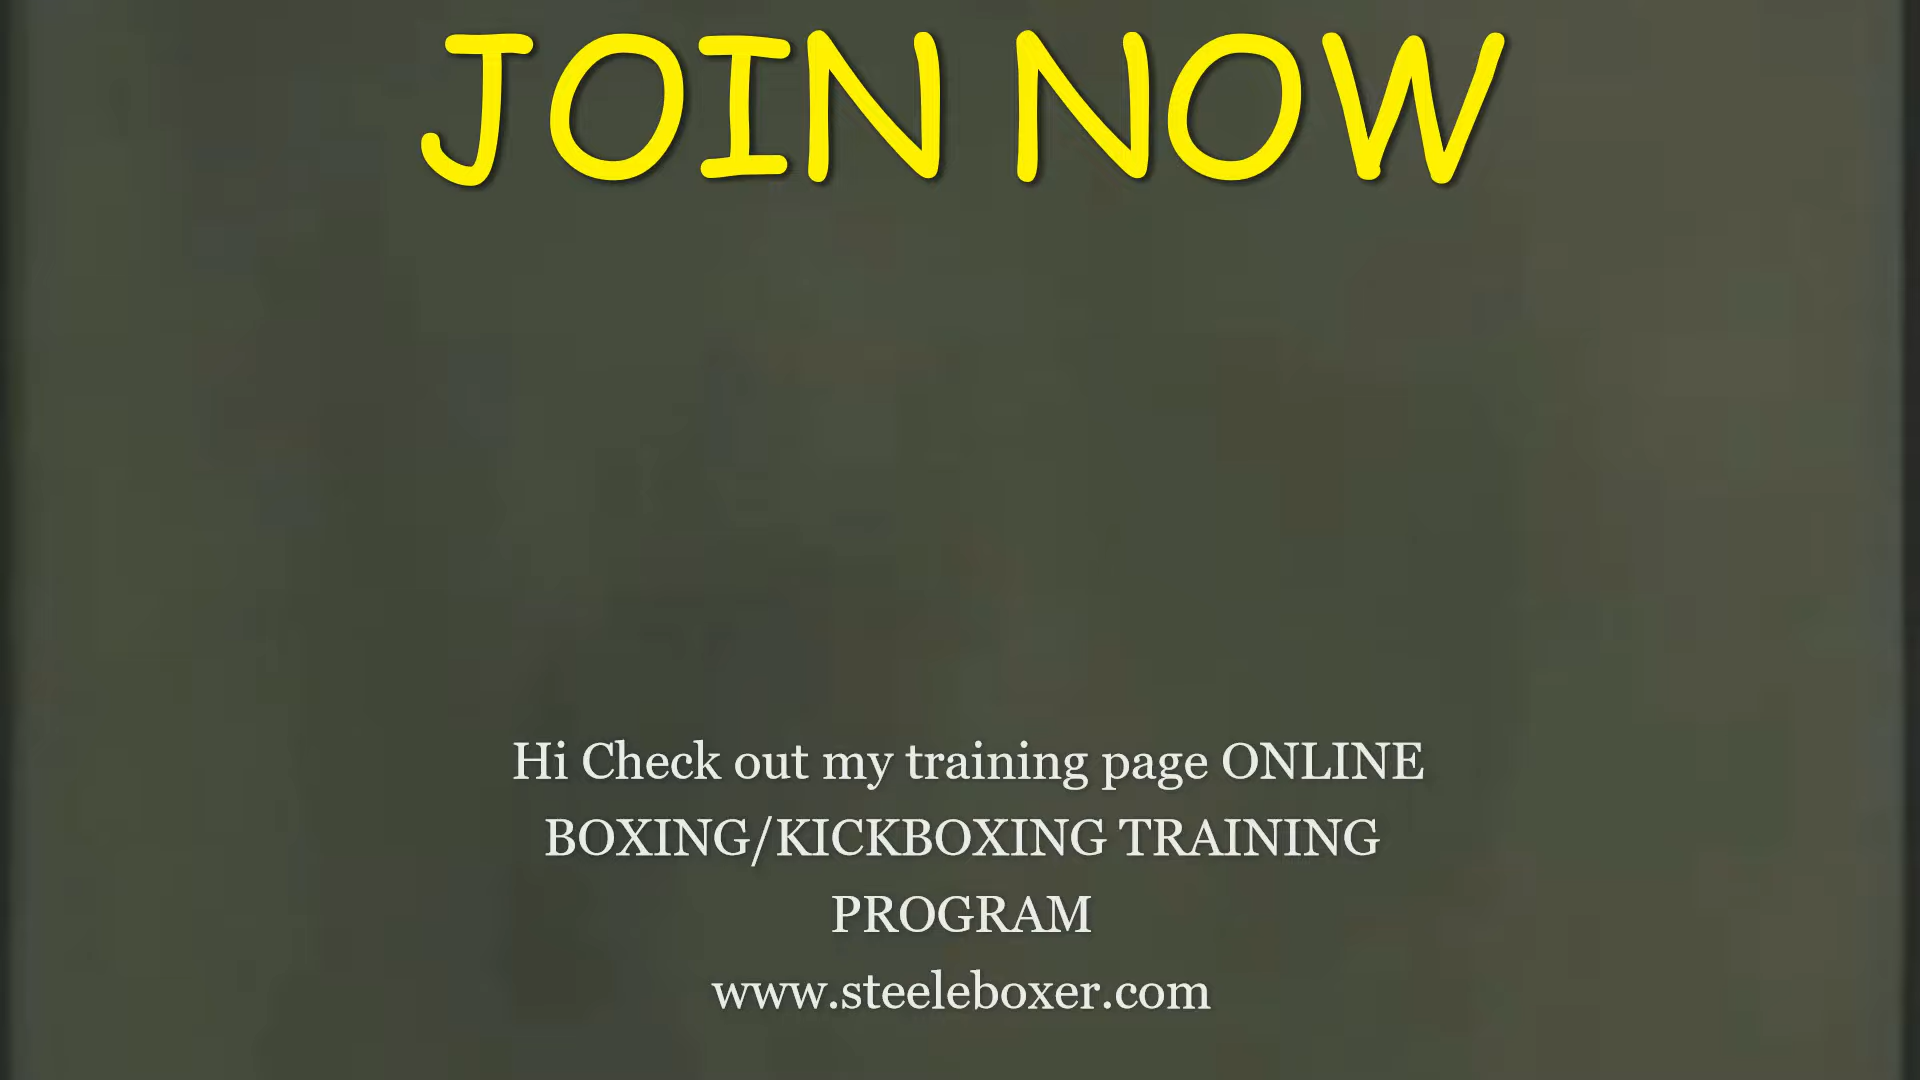 JOIN NOW
Hi Check out my training page ONLINE
BOXING/KICKBOXING TRAINING
PROGRAM
www.steeleboxer.com